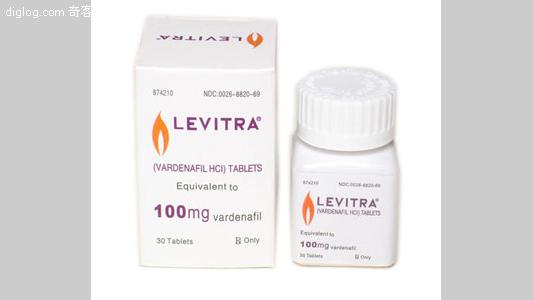 diglog.com 奇客
LEVITRA
874210 NDC:0026-8820-69
LEVITRA®
(VARDENAFIL HCl) TABLETS
Equivalent to
100mg vardenafil
30 Tablets ℞ Only
874210 NDC:0026-8820-69
LEVITRA®
(VARDENAFIL HCl) TABLETS
Equivalent to
100mg vardenafil
30 Tablets ℞ Only